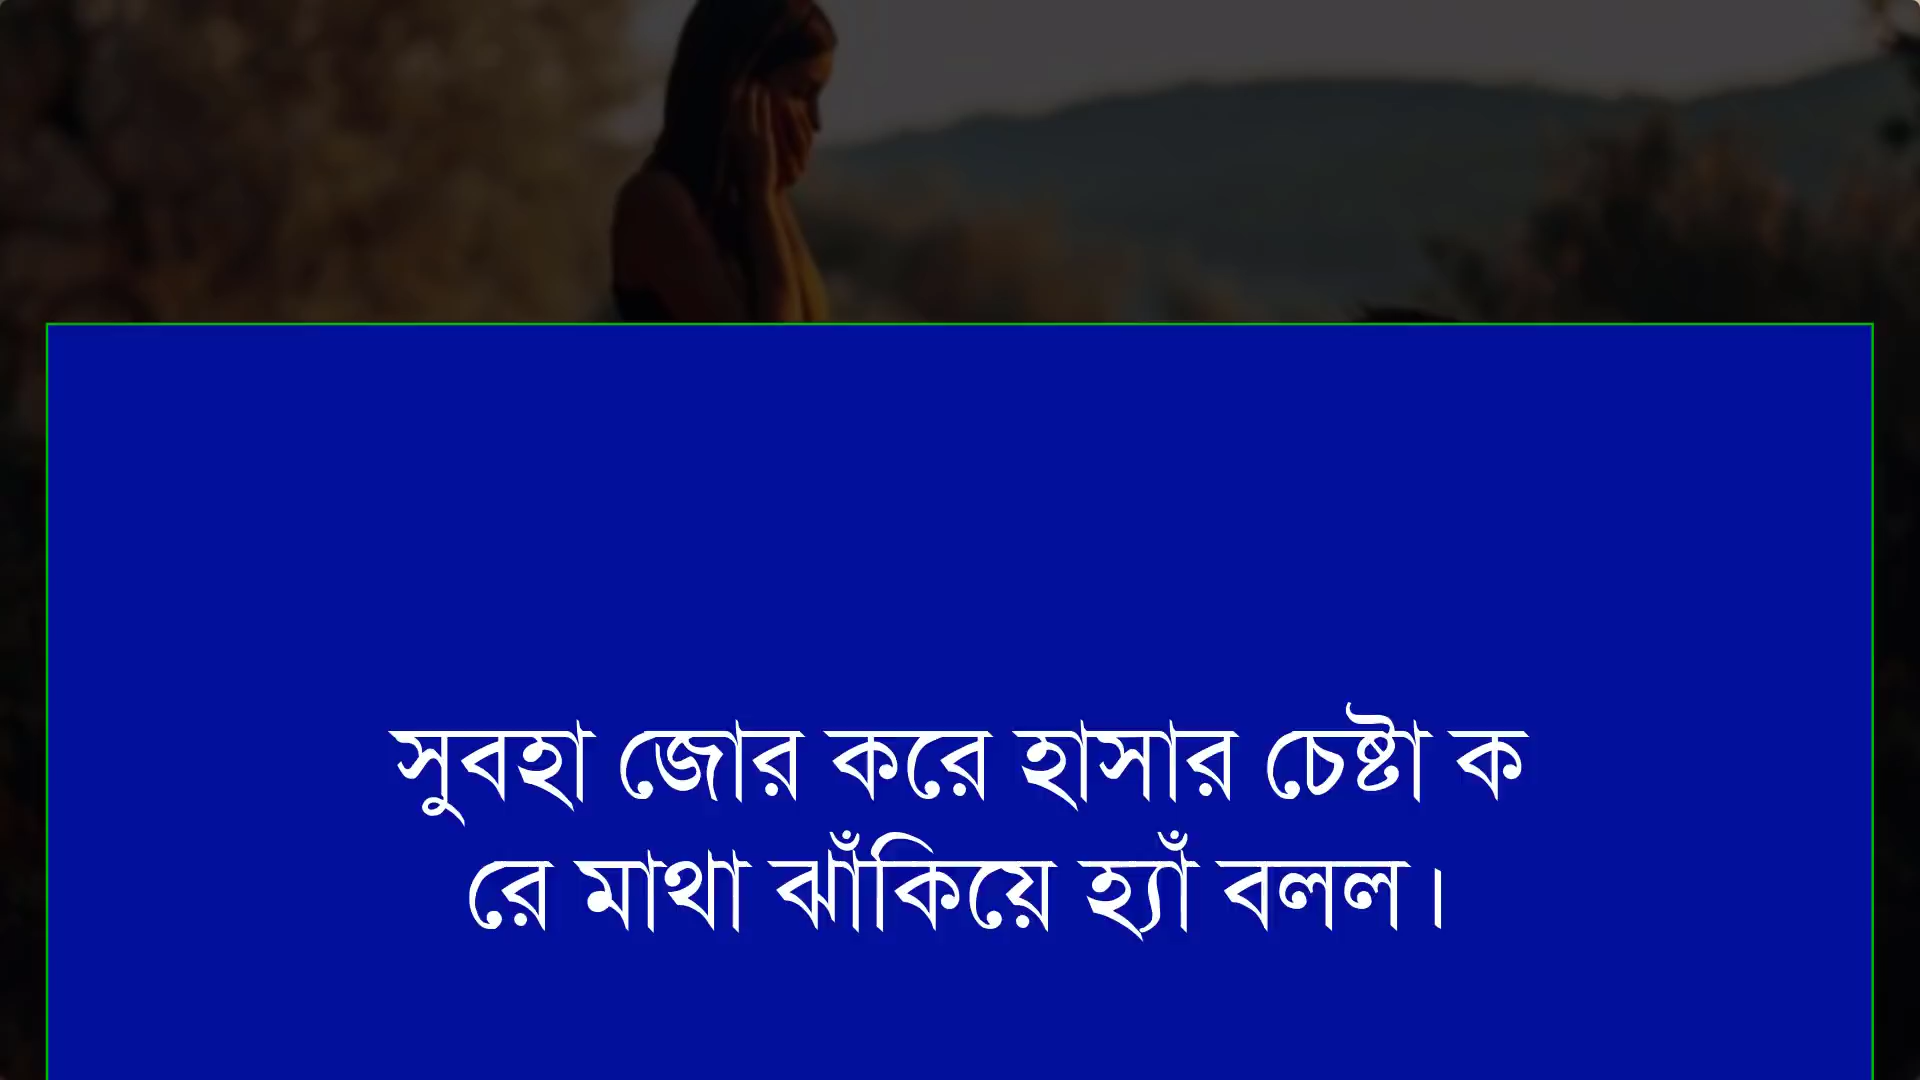 সুবহা জোর করে হাসার চেষ্টা ক
রে মাথা ঝাঁকিয়ে হ্যাঁ বলল।